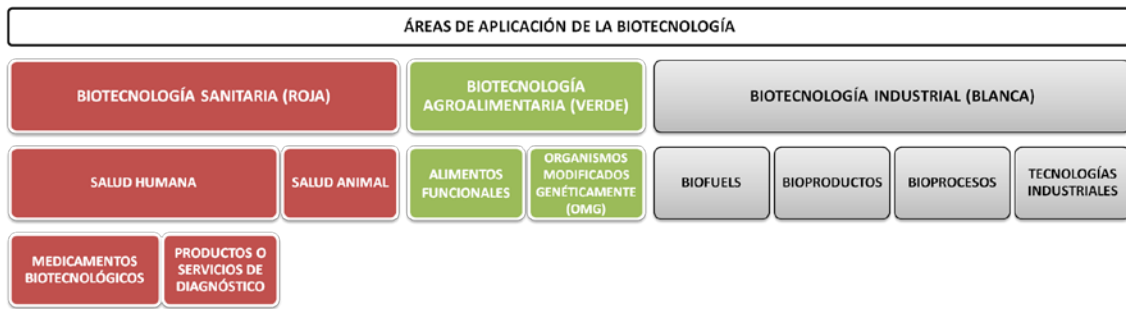 ÁREAS DE APLICACIÓN DE LA BIOTECNOLOGÍA
BIOTECNOLOGÍA SANITARIA (ROJA)
BIOTECNOLOGÍA
AGROALIMENTARIA (VERDE)
BIOTECNOLOGÍA INDUSTRIAL (BLANCA)
SALUD HUMANA
SALUD ANIMAL
ALIMENTOS
FUNCIONALES
ORGANISMOS
MODIFICADOS
GENÉTICAMENTE
(OMG)
BIOFUELS
BIOPRODUCTOS
BIOPROCESOS
TECNOLOGÍAS
INDUSTRIALES
MEDICAMENTOS
BIOTECNOLÓGICOS
PRODUCTOS O
SERVICIOS DE
DIAGNÓSTICO